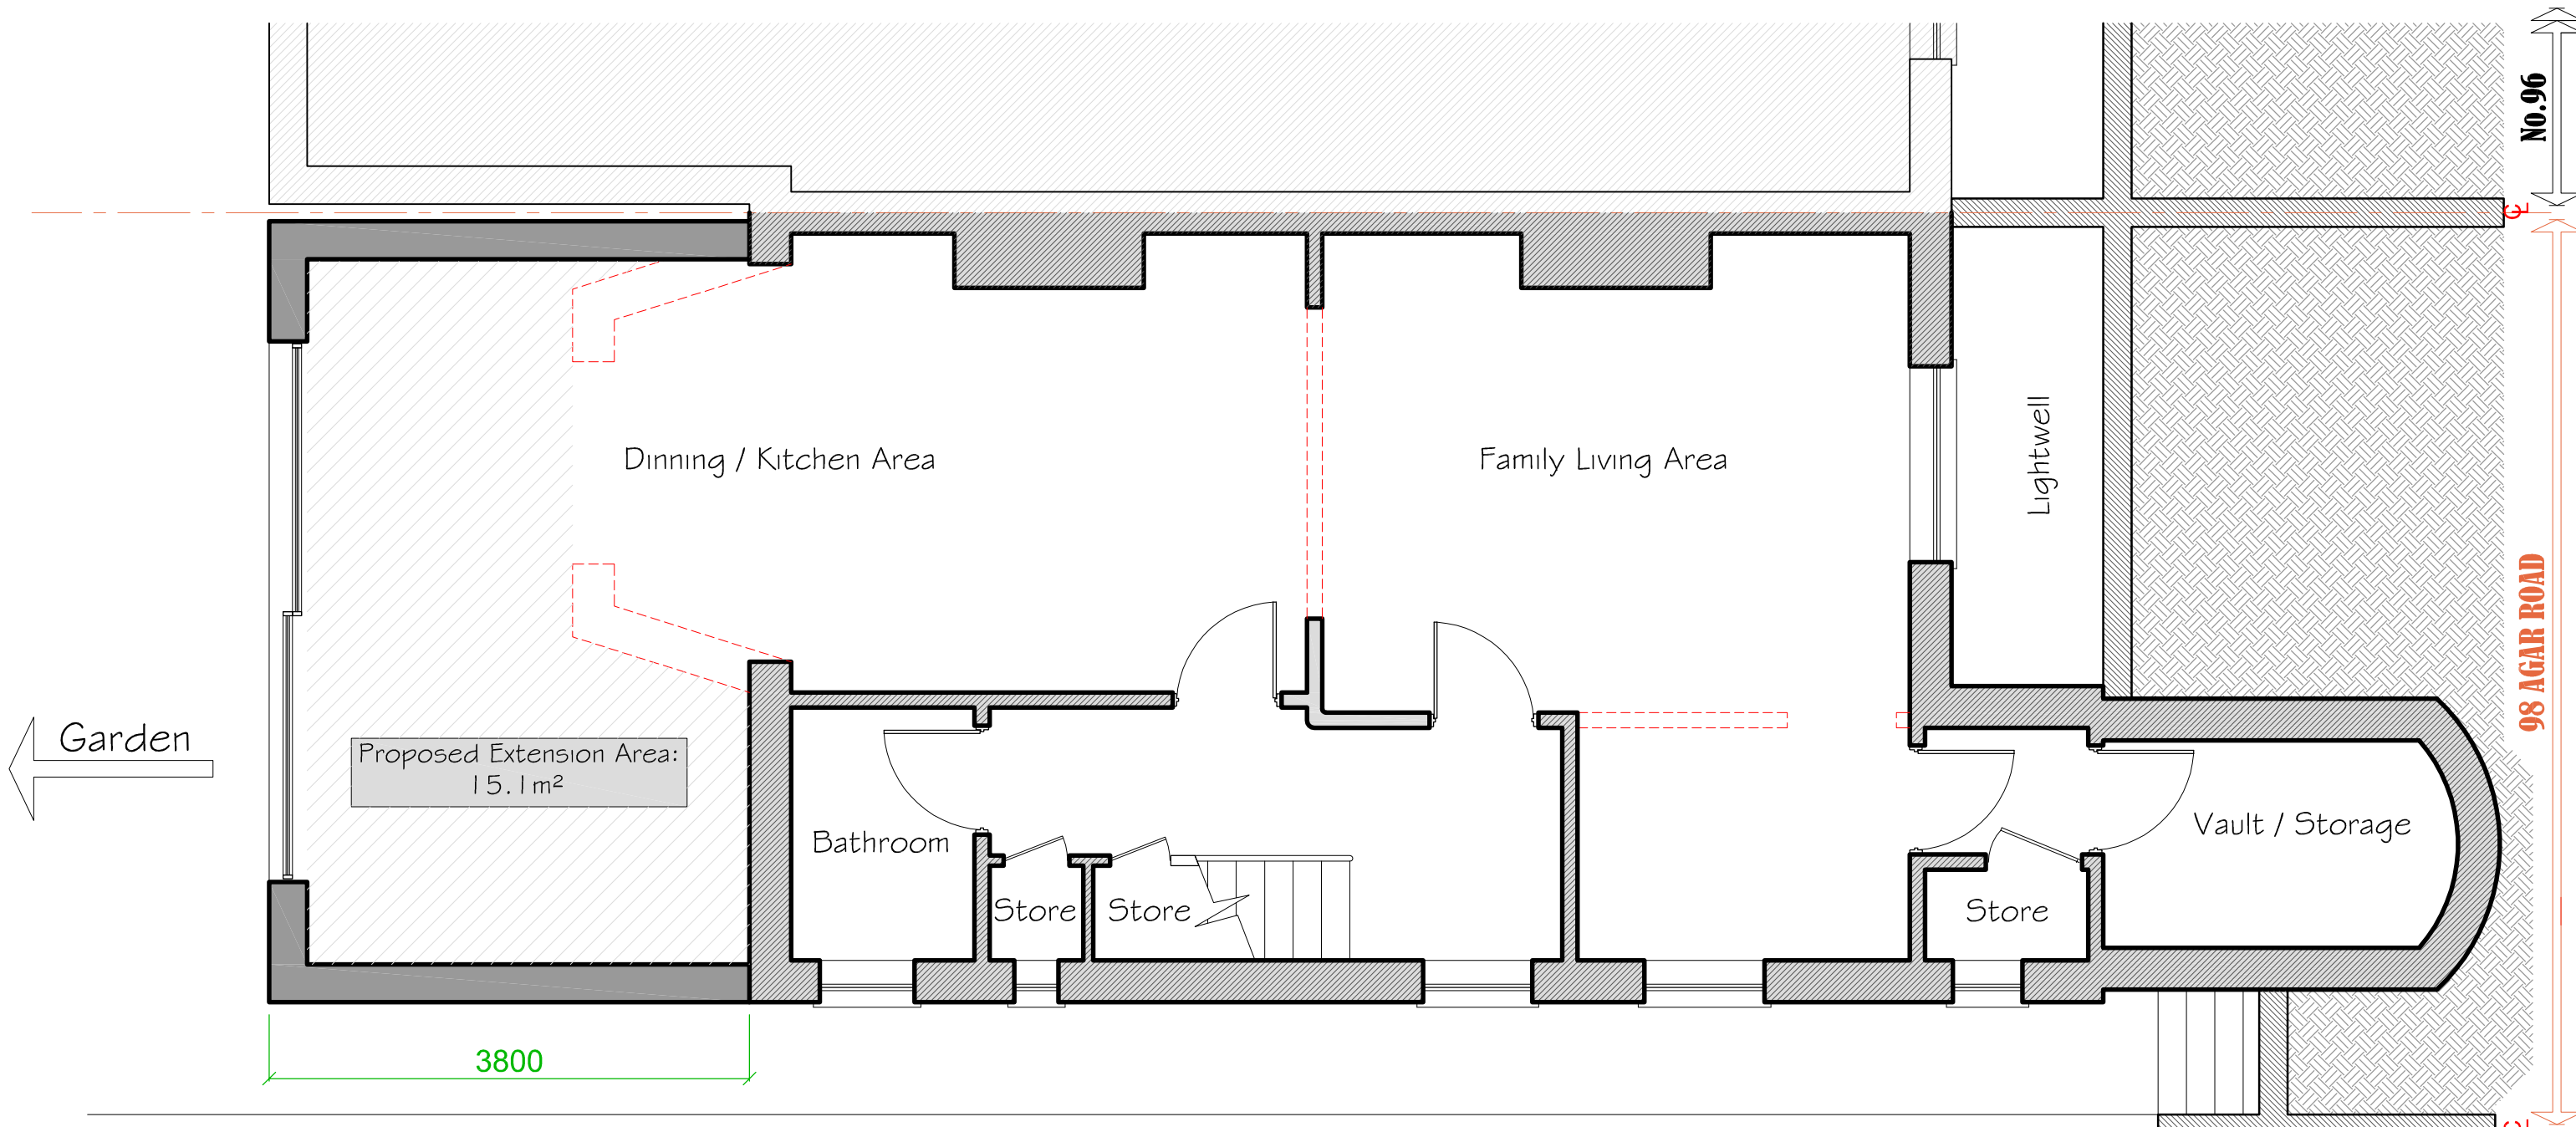 No.96
CL
Dinning / Kitchen Area
Family Living Area
Lightwell
98 AGAR ROAD
Garden
Proposed Extension Area:
15.1m²
Bathroom
Store
Store
Store
Vault / Storage
3800